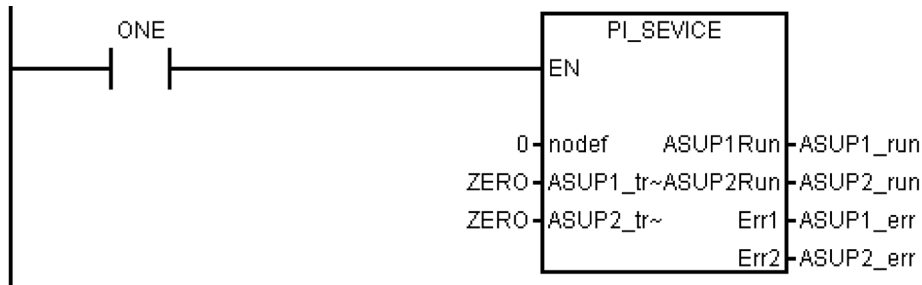 ONE PI_SEVICE
EN
0 nodef ASUP1Run ASUP1_run
ZERO ASUP1_tr~ASUP2Run ASUP2_run
ZERO ASUP2_tr~ Err1 ASUP1_err
Err2 ASUP2_err